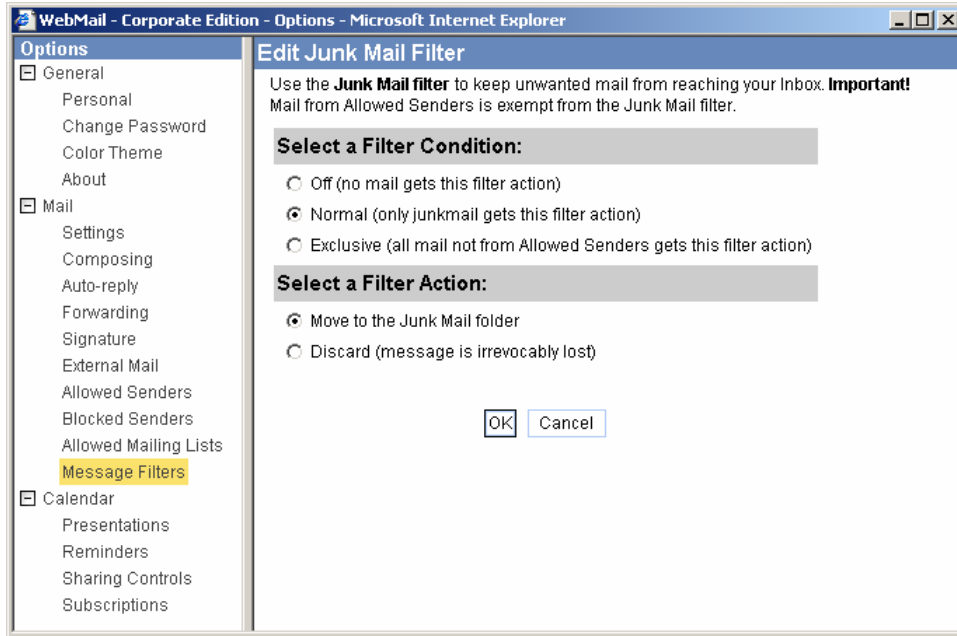 WebMail - Corporate Edition - Options - Microsoft Internet Explorer
Options
General
Personal
Change Password
Color Theme
About
Mail
Settings
Composing
Auto-reply
Forwarding
Signature
External Mail
Allowed Senders
Blocked Senders
Allowed Mailing Lists
Message Filters
Calendar
Presentations
Reminders
Sharing Controls
Subscriptions
Edit Junk Mail Filter
Use the Junk Mail filter to keep unwanted mail from reaching your Inbox. Important!
Mail from Allowed Senders is exempt from the Junk Mail filter.
Select a Filter Condition:
Off (no mail gets this filter action)
Normal (only junkmail gets this filter action)
Exclusive (all mail not from Allowed Senders gets this filter action)
Select a Filter Action:
Move to the Junk Mail folder
Discard (message is irrevocably lost)
OK Cancel